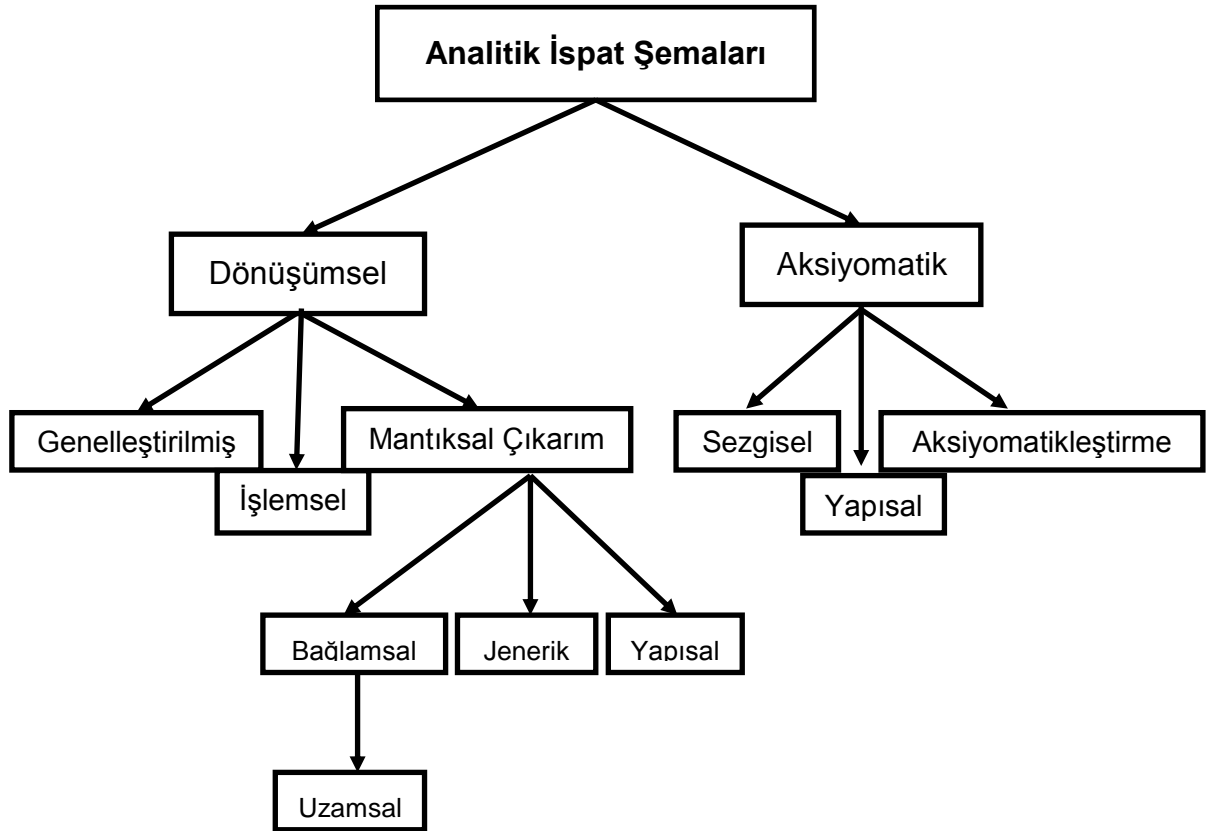 Analitik İspat Şemaları
Dönüşümsel
Aksiyomatik
Genelleştirilmiş
Mantıksal Çıkarım
Sezgisel
Aksiyomatikleştirme
İşlemsel
Yapısal
Bağlamsal
Jenerik
Yapısal
Uzamsal